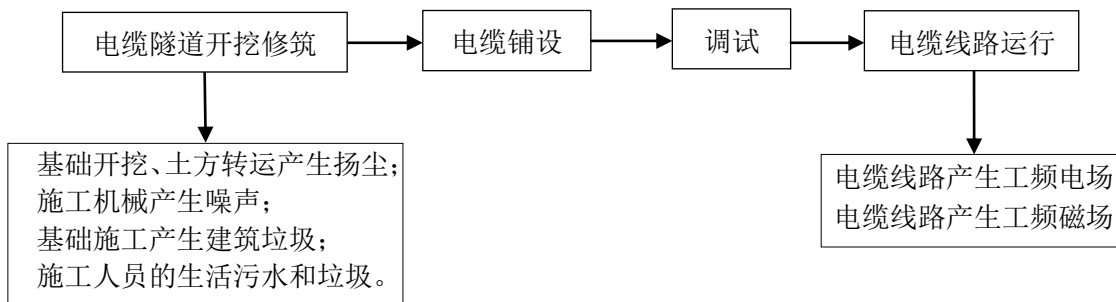 电缆隧道开挖修筑
电缆铺设
调试
电缆线路运行
基础开挖、土方转运产生扬尘；
施工机械产生噪声；
基础施工产生建筑垃圾；
施工人员的生活污水和垃圾。
电缆线路产生工频电场
电缆线路产生工频磁场